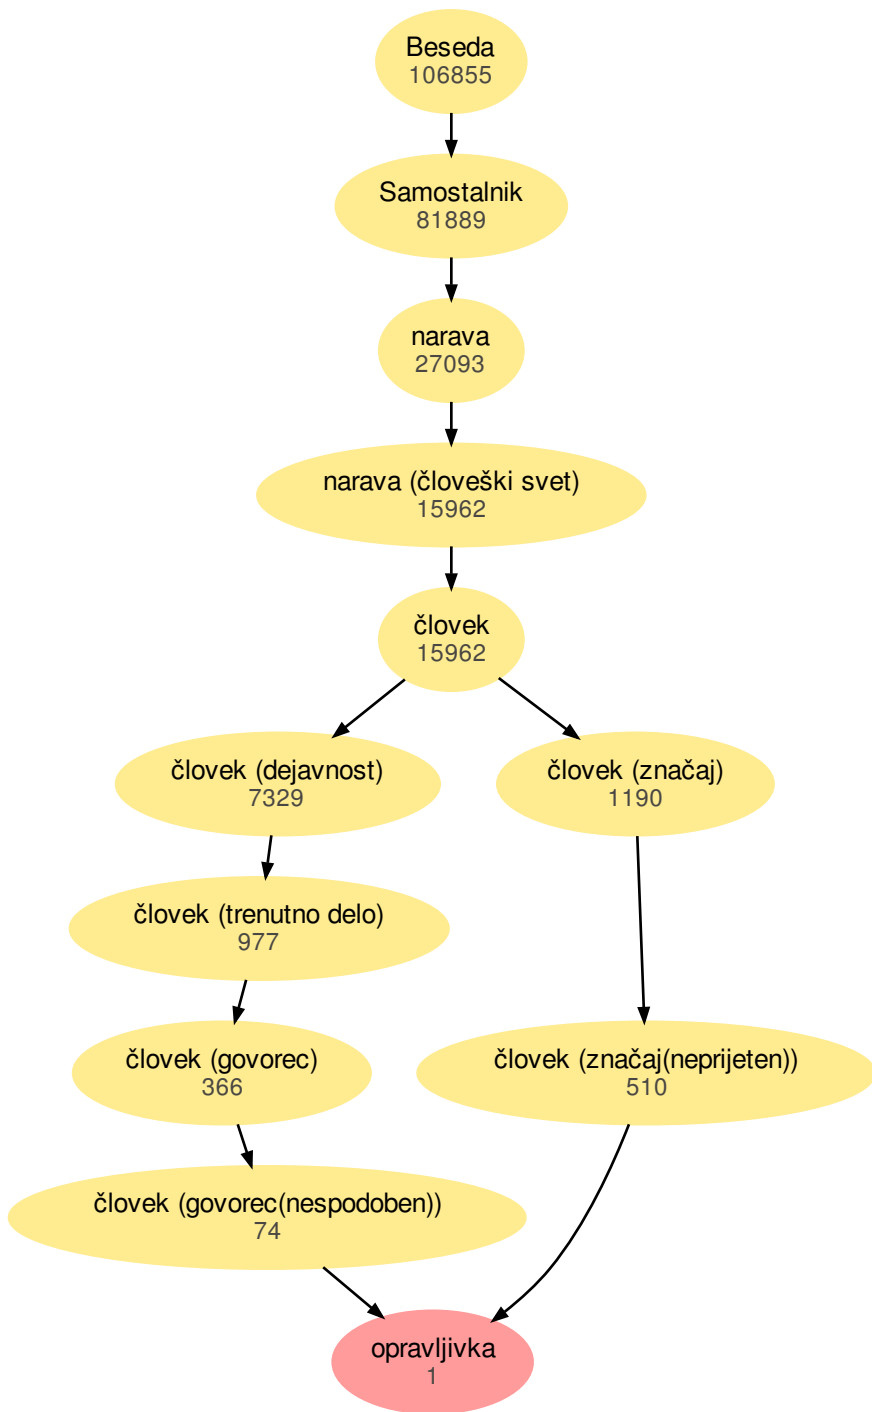 Beseda
106855
Samostalnik
81889
narava
27093
narava (človeški svet)
15962
človek
15962
človek (dejavnost)
7329
človek (značaj)
1190
človek (trenutno delo)
977
človek (govorec)
366
človek (značaj(neprijeten))
510
človek (govorec(nespodoben))
74
opravljivka
1